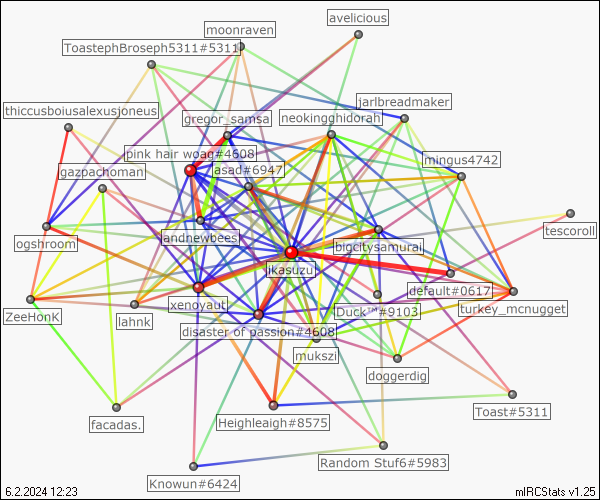 avelicious
moonraven
ToastephBroseph5311#5311
jarlbreadmaker
thiccusboiusalexusjoneus
gregor_samsa
neokingghidorah
pink hair woag#4608
mingus4742
gazpachoman
asad#6947
andnewbees
tescoroll
ogshroom
bigcitysamurai
ikasuzu
default#0617
xenoyaut
turkey_mcnugget
ZeeHonK
lahnk
Duck™#9103
disaster of passion#4608
mukszi
doggerdig
facadas.
Heighleaigh#8575
Toast#5311
Random Stuf6#5983
Knowun#6424
6.2.2024 12:23
mIRCStats v1.25